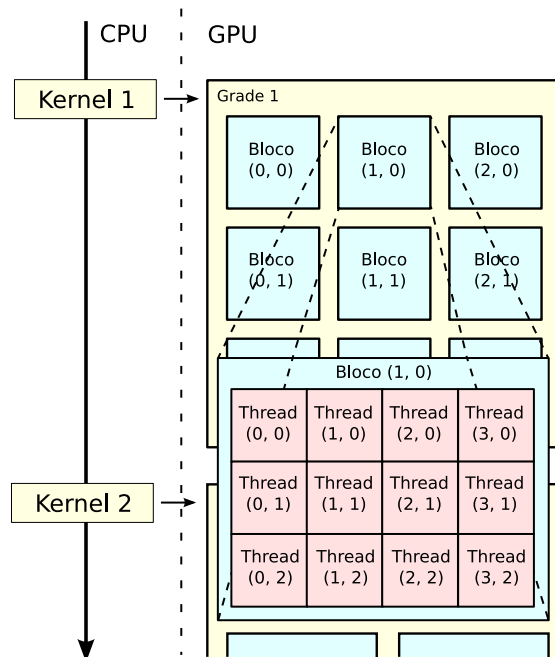 CPU
GPU
Kernel 1
Grade 1
Bloco
(0, 0)
Bloco
(1, 0)
Bloco
(2, 0)
Bloco
(0, 1)
Bloco
(1, 1)
Bloco
(2, 1)
Bloco (1, 0)
Thread
(0, 0)
Thread
(1, 0)
Thread
(2, 0)
Thread
(3, 0)
Kernel 2
Thread
(0, 1)
Thread
(1, 1)
Thread
(2, 1)
Thread
(3, 1)
Thread
(0, 2)
Thread
(1, 2)
Thread
(2, 2)
Thread
(3, 2)